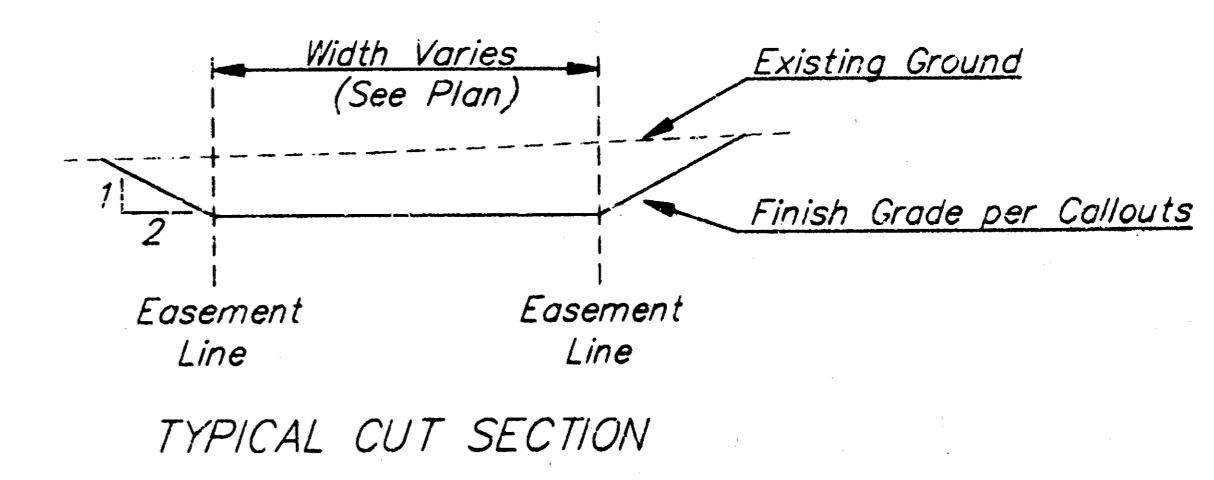 Width Varies
(See Plan)
Existing Ground
1
2
Finish Grade per Callouts
Easement
Line
Easement
Line
TYPICAL CUT SECTION